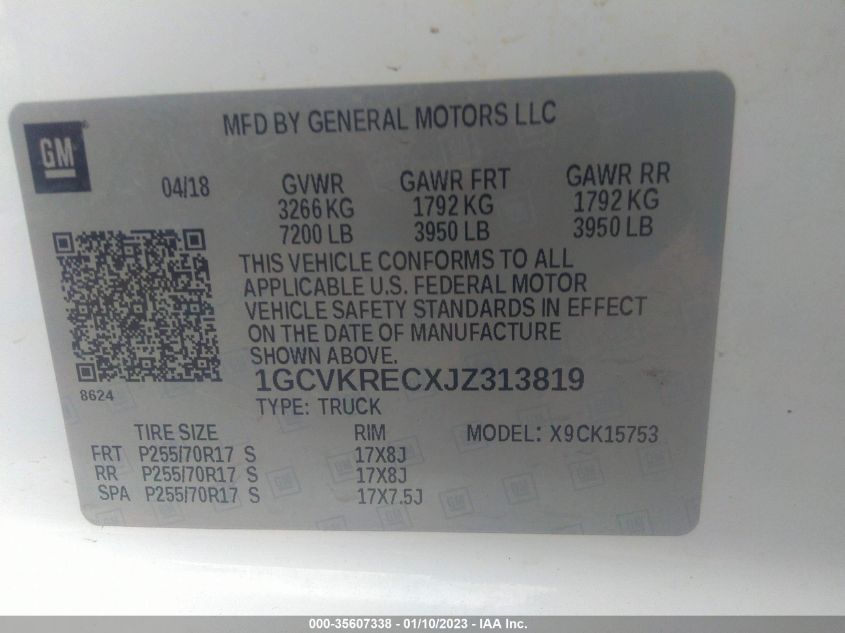 MFD BY GENERAL MOTORS LLC
GM
04/18
GVWR GAWR FRT GAWR RR
3266 KG 1792 KG 1792 KG
7200 LB 3950 LB 3950 LB
THIS VEHICLE CONFORMS TO ALL
APPLICABLE U.S. FEDERAL MOTOR
VEHICLE SAFETY STANDARDS IN EFFECT
ON THE DATE OF MANUFACTURE
SHOWN ABOVE.
8624
1GCVKRECXJZ313819
TYPE: TRUCK
TIRE SIZE RIM MODEL: X9CK15753
FRT P255/70R17 S 17X8J
RR P255/70R17 S 17X8J
SPA P255/70R17 S 17X7.5J
000-35607338 - 01/10/2023 - IAA Inc.